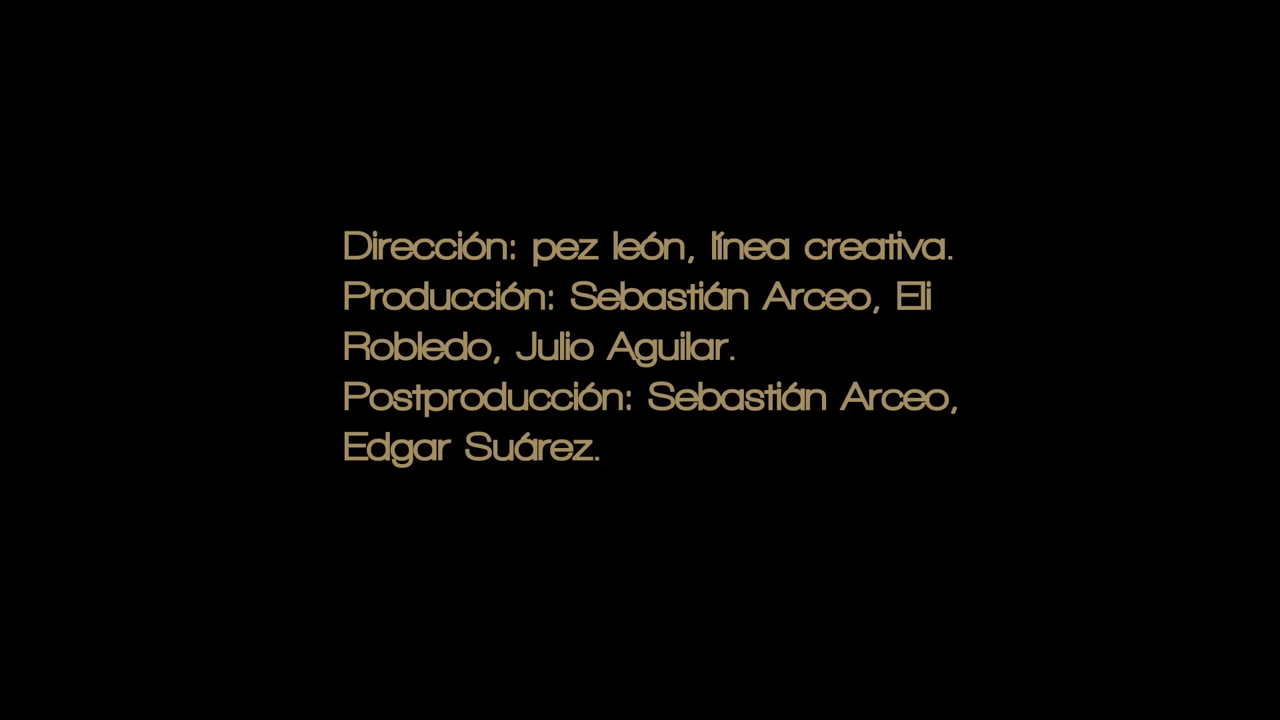 Dirección: pez león, línea creativa.
Producción: Sebastián Arceo, Eli
Robledo, Julio Aguilar.
Postproducción: Sebastián Arceo,
Edgar Suárez.